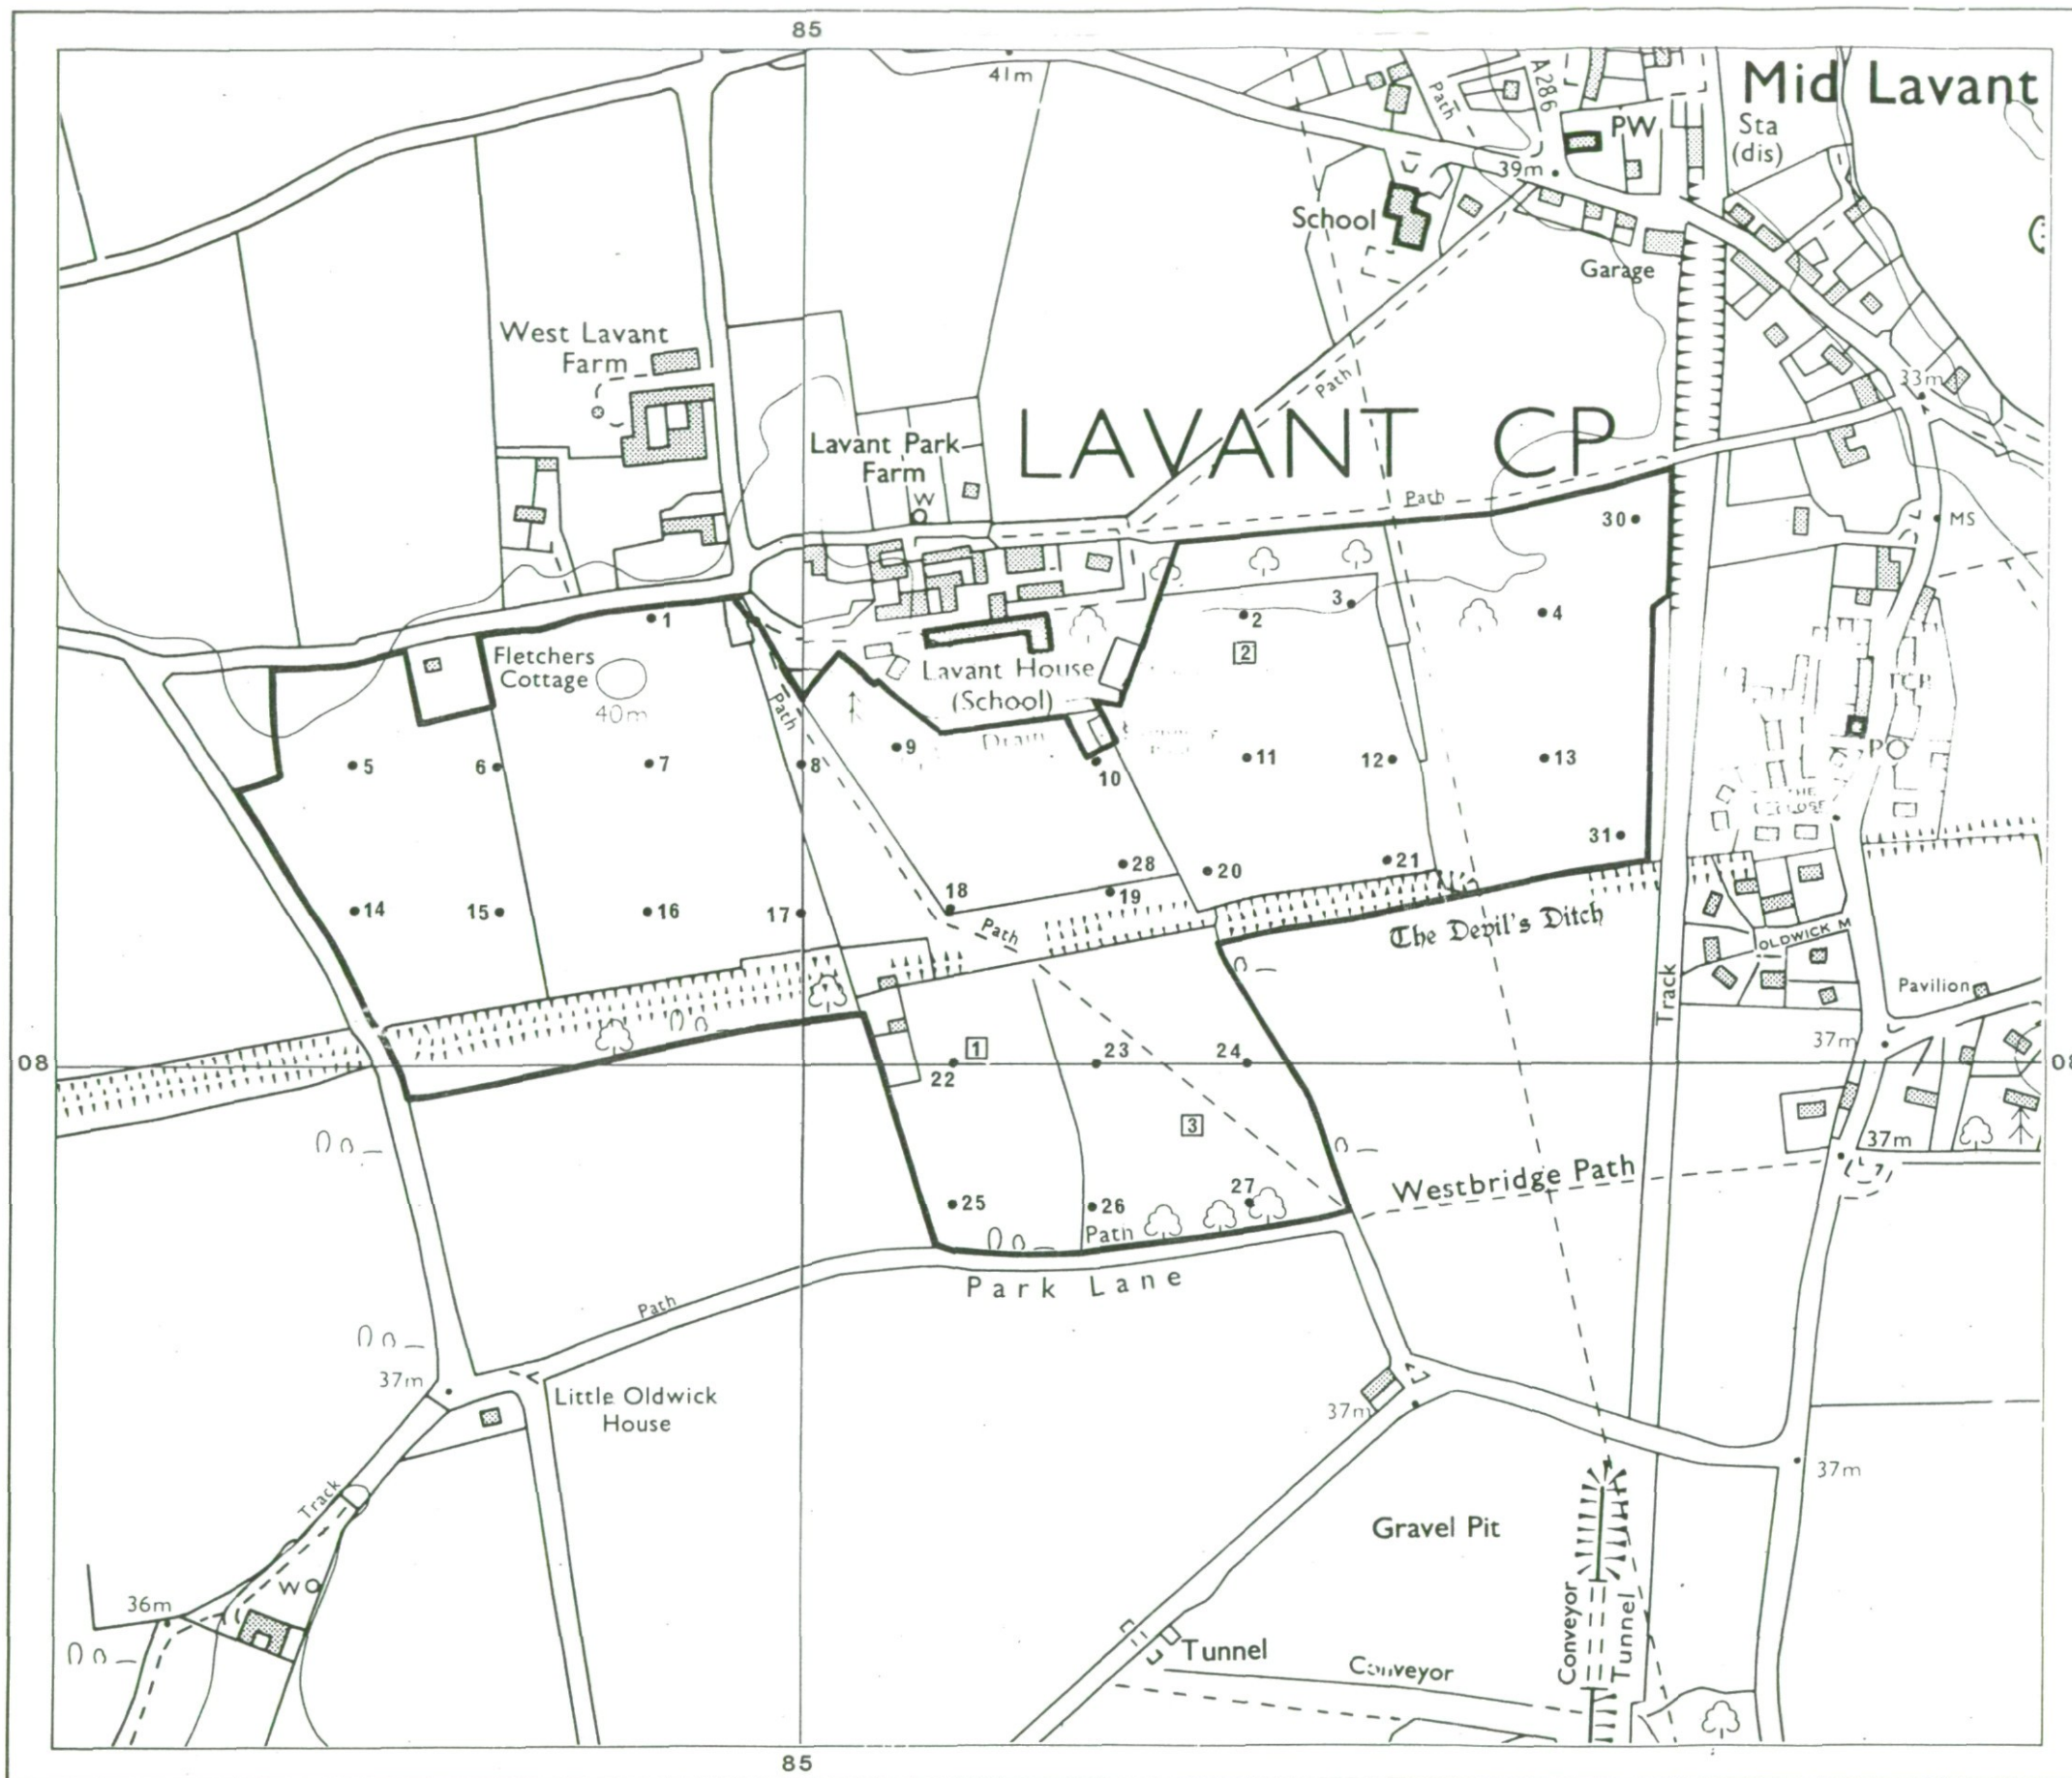 85
41m
Path
A286
Mid Lavant
PW
Sta
(dis)
39m
School
Garage
West Lavant
Farm
Path
33m
LAVANT CP
Lavant Park
Farm
W
Path
30
MS
1
2
3
4
2
Fletchers
Cottage
40m
Lavant House
(School)
Path
Drain
TCP
PO
5
6
7
8
9
10
11
12
13
CLOSE
31
14
15
16
17
18
28
19
20
21
Path
The Devil's Ditch
OLDWICK M
Track
Pavilion
08
1
22
23
24
37m
08
3
37m
Westbridge Path
25
26
27
Path
Park Lane
Path
37m
Little Oldwick
House
37m
37m
Track
Gravel Pit
W
36m
Conveyor
Tunnel
Tunnel
Conveyor
85